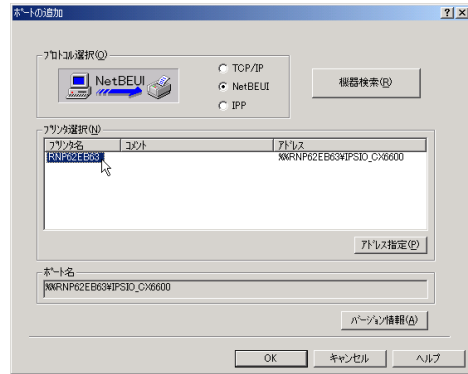 ﾎﾟｰﾄの追加
ﾌﾟﾛﾄｺﾙ選択(O)
NetBEUI
TCP/IP
NetBEUI
IPP
機器検索(R)
ﾌﾟﾘﾝﾀ選択(N)
ﾌﾟﾘﾝﾀ名 ｺﾒﾝﾄ ｱﾄﾞﾚｽ
RNP62EB63 %%RNP62EB63¥IPSIO_CX6600
ｱﾄﾞﾚｽ指定(P)
ﾎﾟｰﾄ名
%%RNP62EB63¥IPSIO_CX6600
ﾊﾞｰｼﾞｮﾝ情報(A)
OK ｷｬﾝｾﾙ ﾍﾙﾌﾟ